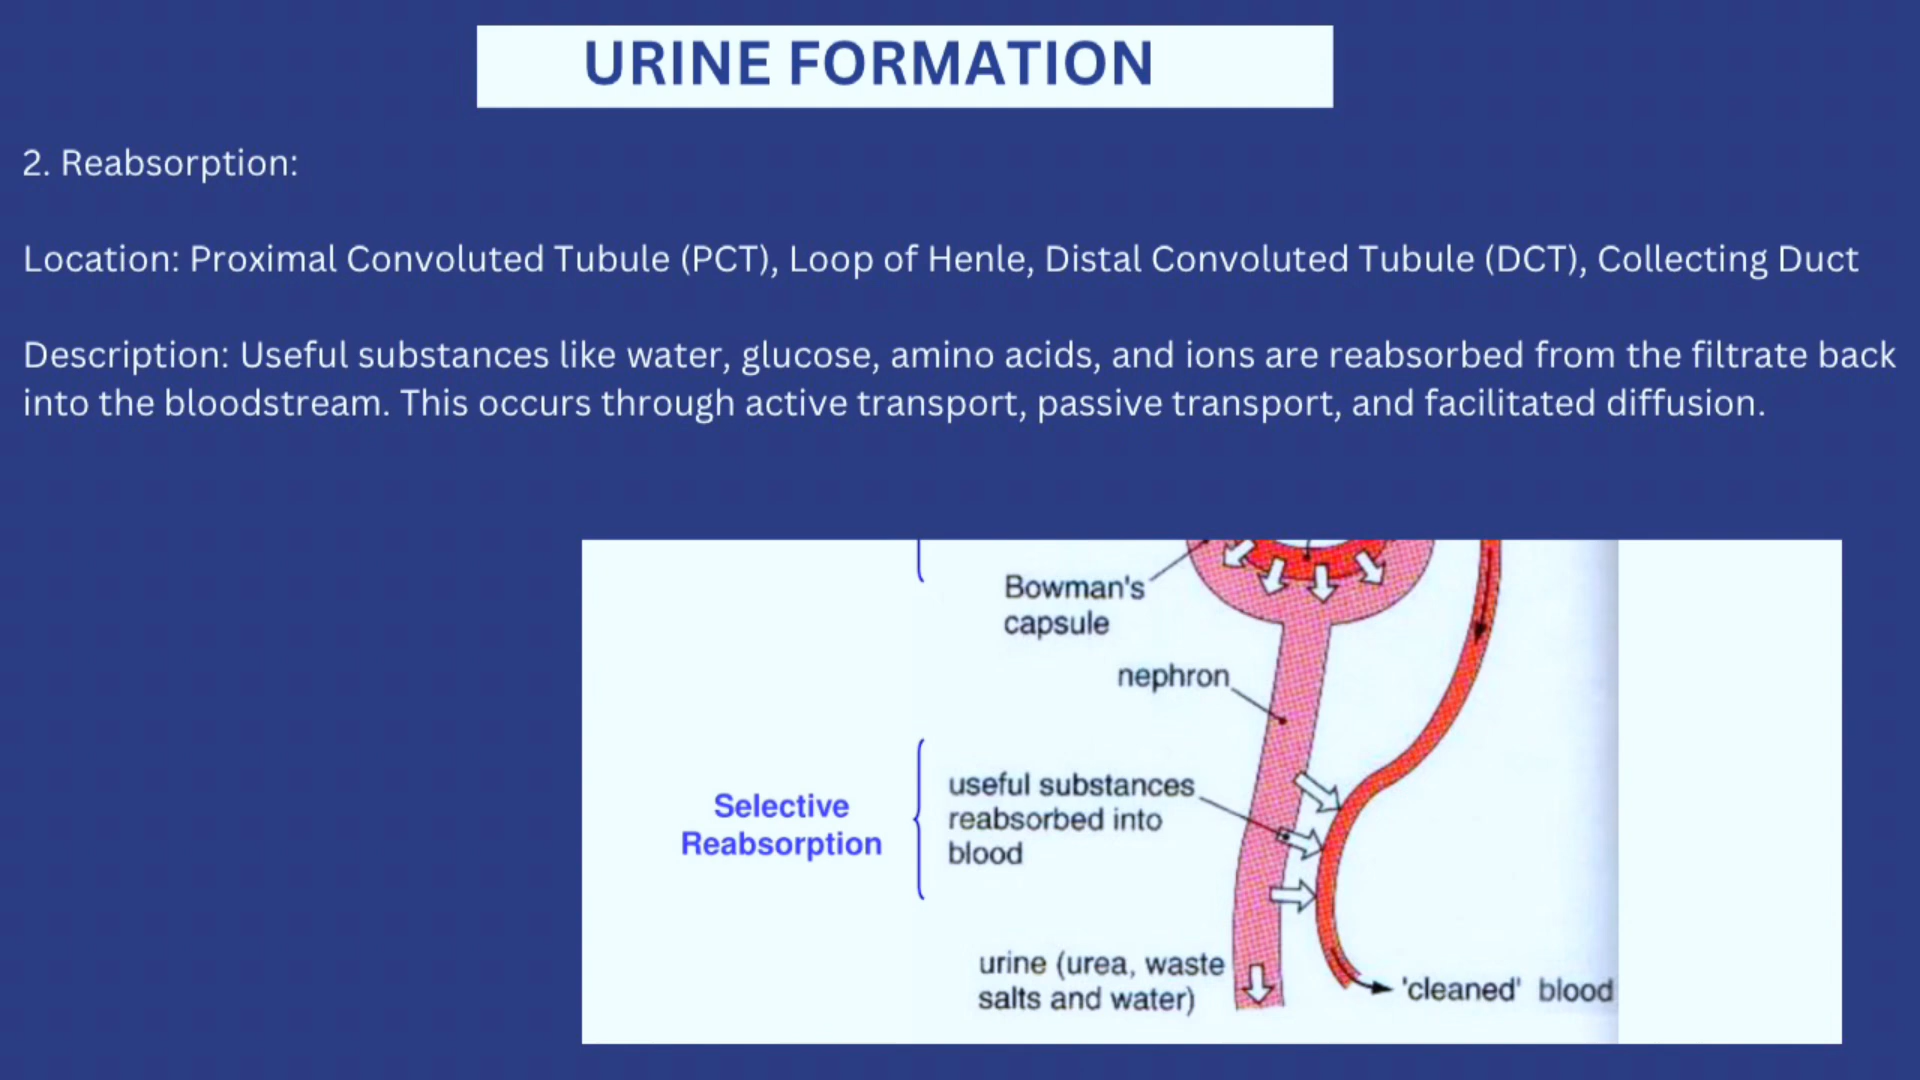 URINE FORMATION
2. Reabsorption:
Location: Proximal Convoluted Tubule (PCT), Loop of Henle, Distal Convoluted Tubule (DCT), Collecting Duct
Description: Useful substances like water, glucose, amino acids, and ions are reabsorbed from the filtrate back
into the bloodstream. This occurs through active transport, passive transport, and facilitated diffusion.
Bowman's
capsule
nephron
Selective
Reabsorption
useful substances
reabsorbed into
blood
urine (urea, waste
salts and water)
'cleaned' blood